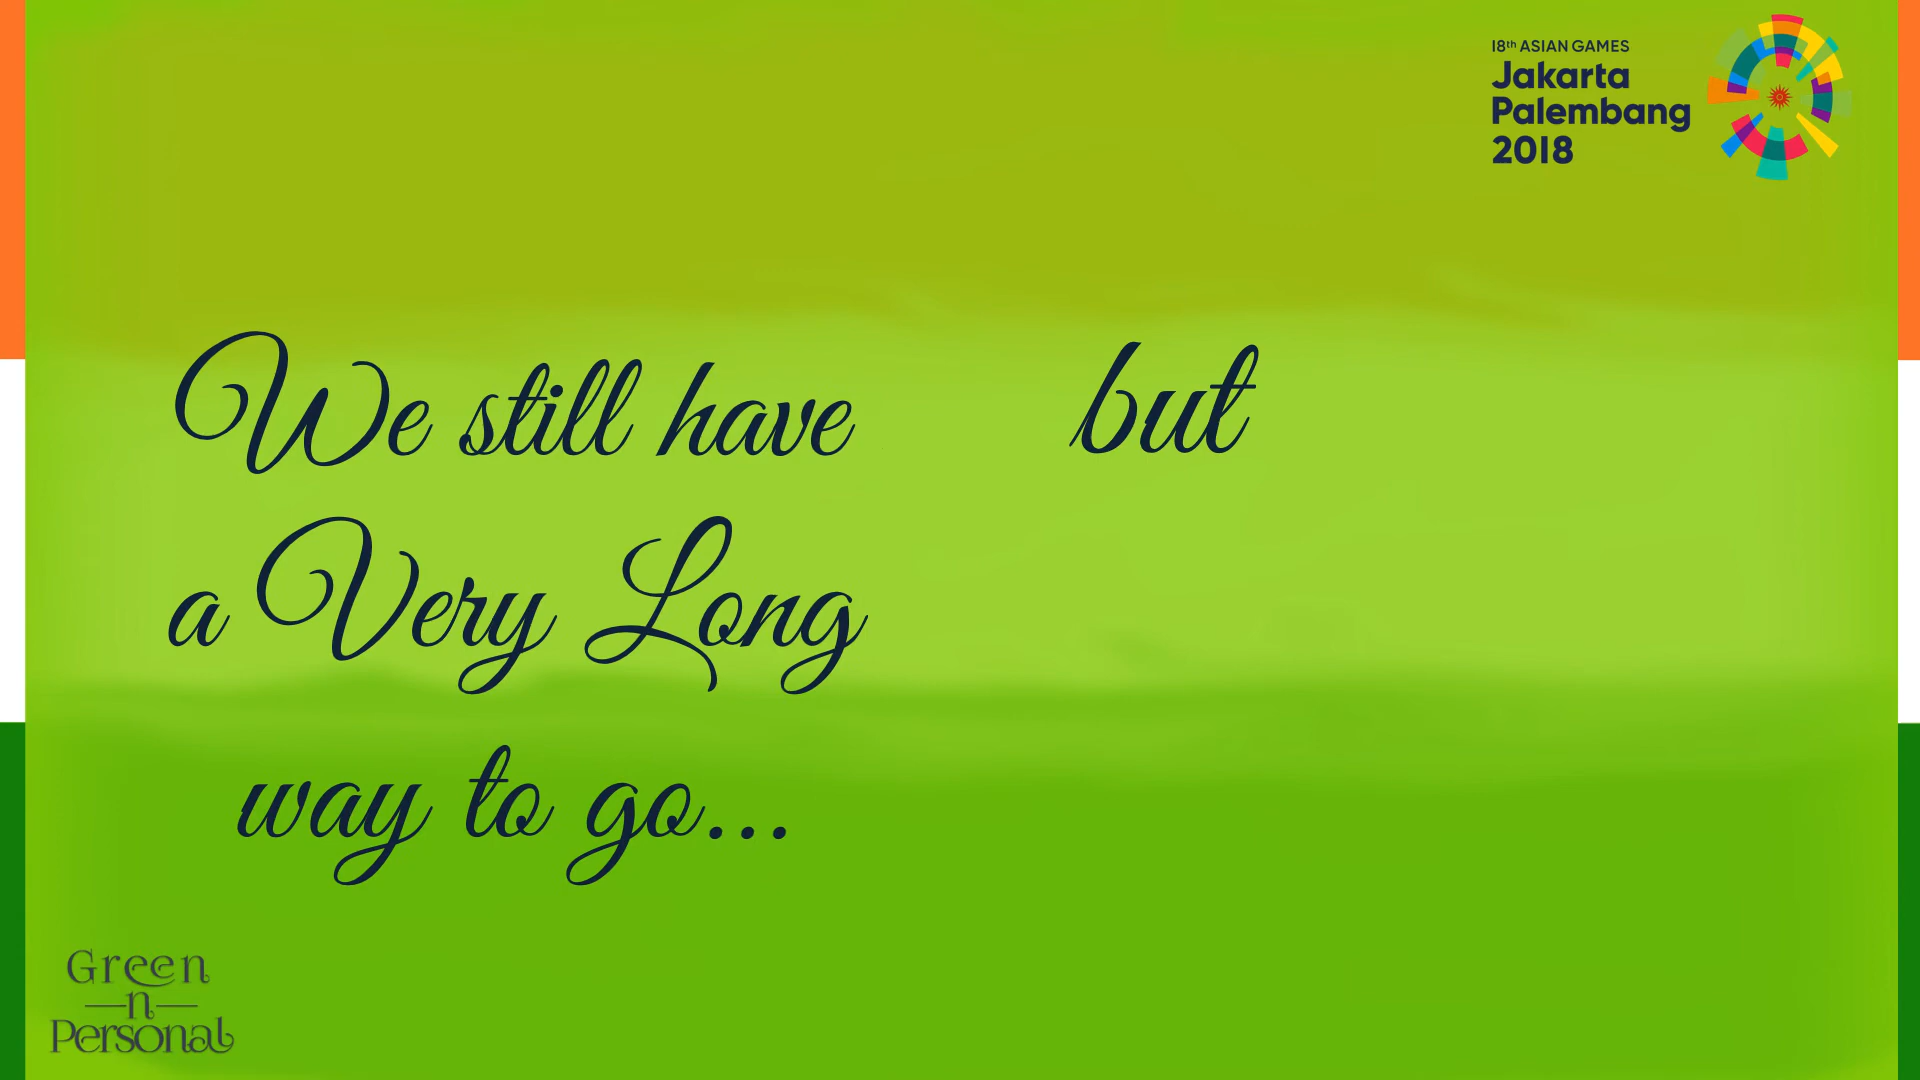 18th ASIAN GAMES
Jakarta
Palembang
2018
We still have
a Very Long
way to go...
but
Green
n
Personal